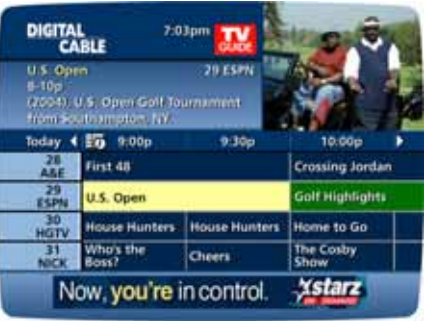 DIGITAL
CABLE
7:03pm
TV
GUIDE
U.S. Open
29 ESPN
8-10p
(2004), U.S. Open Golf Tournament
from Southampton, NY.
Today 9:00p 9:30p 10:00p
28
A&E
First 48
Crossing Jordan
29
ESPN
U.S. Open
Golf Highlights
30
HGTV
House Hunters
House Hunters
Home to Go
31
NICK
Who's the
Boss?
Cheers
The Cosby
Show
Now, you're in control.
starz
ON DEMAND